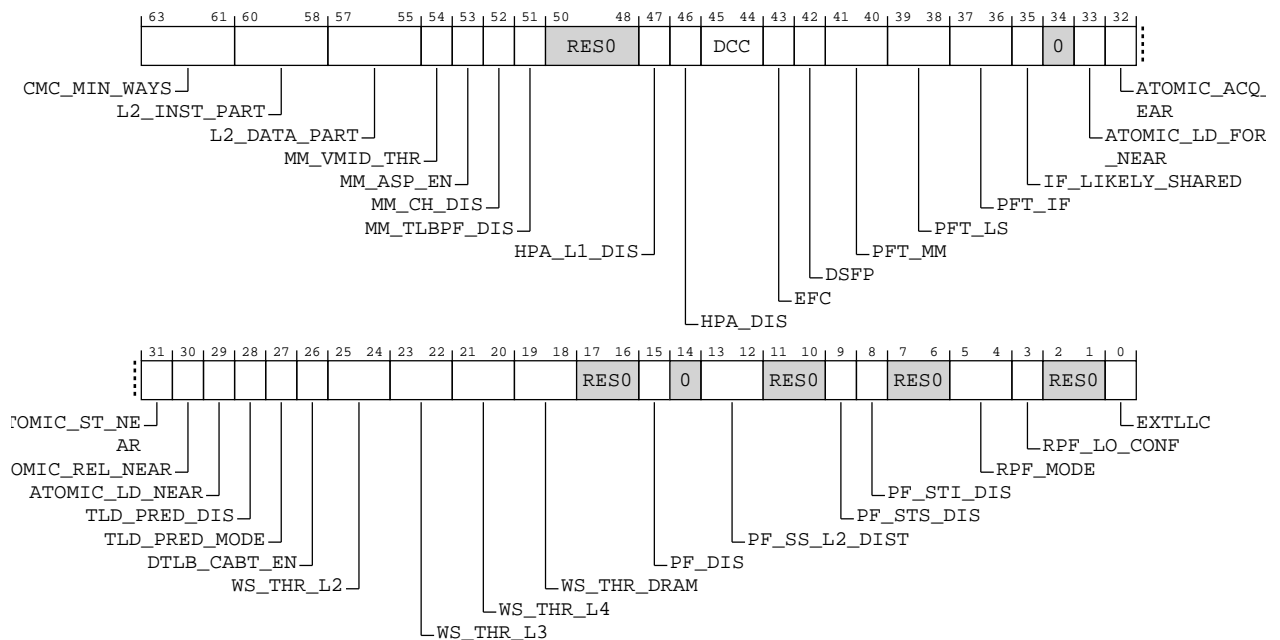 63 61 60 58 57 55 54 53 52 51 50 48 47 46 45 44 43 42 41 40 39 38 37 36 35 34 33 32
RES0 DCC 0
CMC_MIN_WAYS ATOMIC_ACQ_
L2_INST_PART EAR
L2_DATA_PART ATOMIC_LD_FOR
MM_VMID_THR _NEAR
MM_ASP_EN IF_LIKELY_SHARED
MM_CH_DIS PFT_IF
MM_TLBPF_DIS PFT_LS
HPA_L1_DIS PFT_MM
DSFP
EFC
HPA_DIS
31 30 29 28 27 26 25 24 23 22 21 20 19 18 17 16 15 14 13 12 11 10 9 8 7 6 5 4 3 2 1 0
RES0 0 RES0 RES0 RES0
TOMIC_ST_NE EXTLLC
AR RPF_LO_CONF
OMIC_REL_NEAR RPF_MODE
ATOMIC_LD_NEAR PF_STI_DIS
TLD_PRED_DIS PF_STS_DIS
TLD_PRED_MODE PF_SS_L2_DIST
DTLB_CABT_EN PF_DIS
WS_THR_L2 WS_THR_DRAM
WS_THR_L4
WS_THR_L3